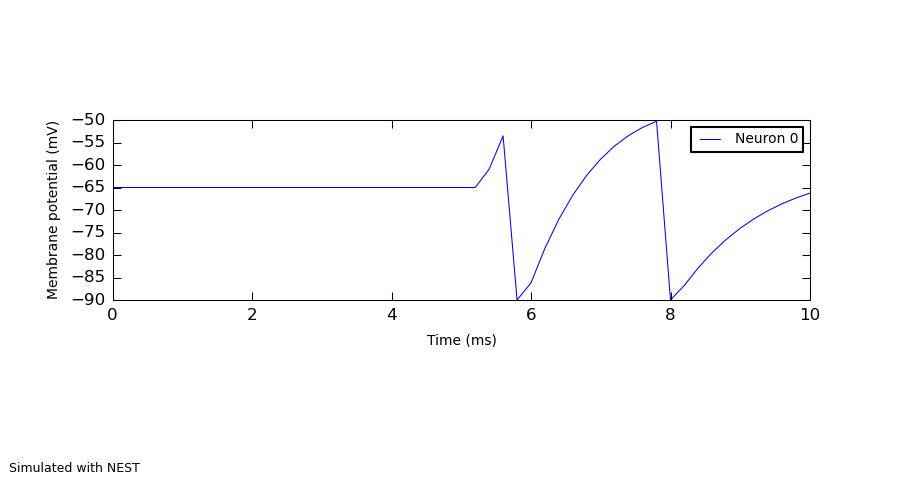 Membrane potential (mV)
−50
−55
−60
−65
−70
−75
−80
−85
−90
Neuron 0
0 2 4 6 8 10
Time (ms)
Simulated with NEST